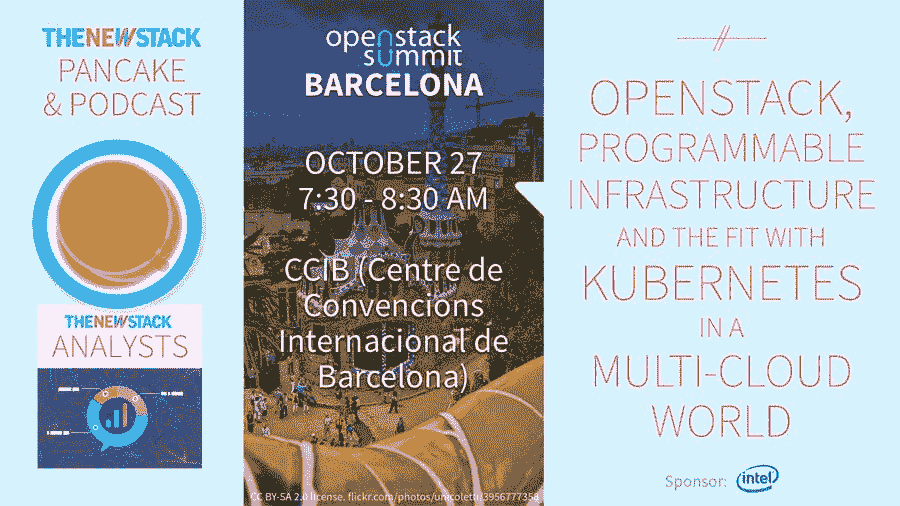 THENEWSTACK
PANCAKE
& PODCAST
THENEWSTACK
ANALYSTS
openstack
summit
BARCELONA
OCTOBER 27
7:30 - 8:30 AM
CCIB (Centre de
Convencions
Internacional de
Barcelona)
CC BY-SA 2.0 license. flickr.com/photos/unicoletti/3956777358
OPENSTACK,
PROGRAMMABLE
INFRASTRUCTURE
AND THE FIT WITH
KUBERNETES
IN A
MULTI-CLOUD
WORLD
Sponsor: intel